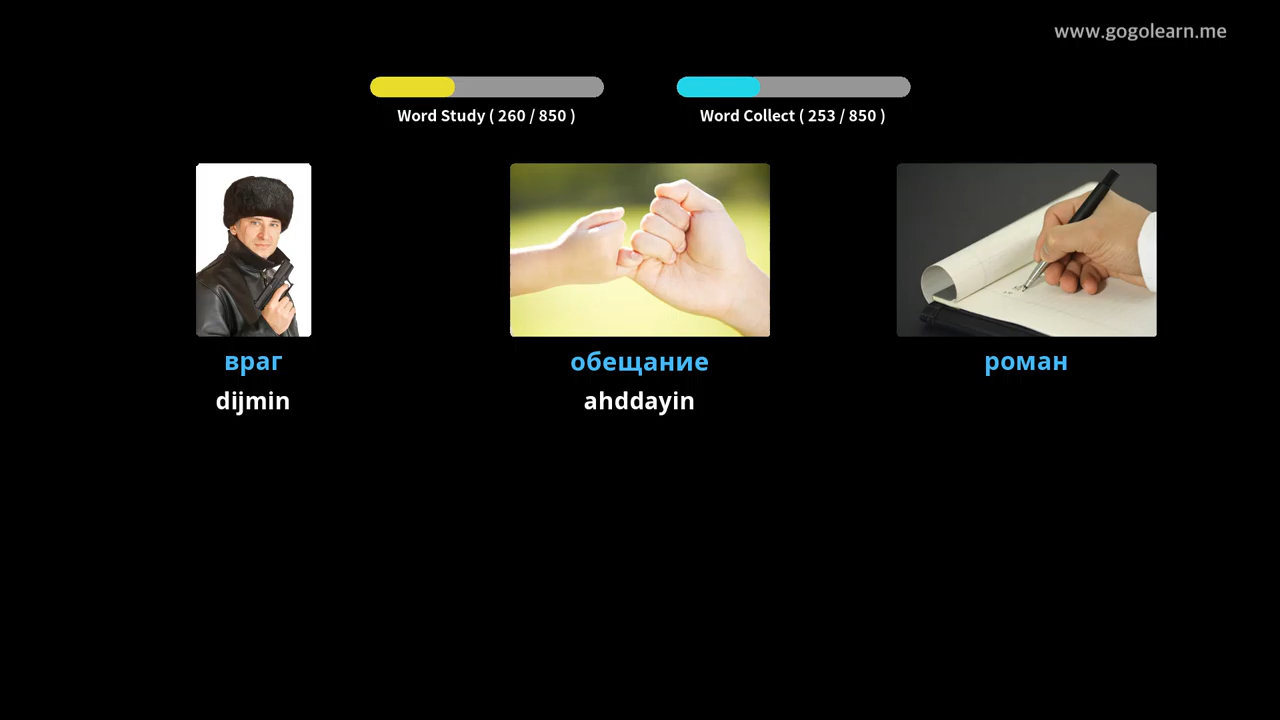 www.gogolearn.me
Word Study ( 260 / 850 )
Word Collect ( 253 / 850 )
враг
обещание
роман
dijmin
ahddayin